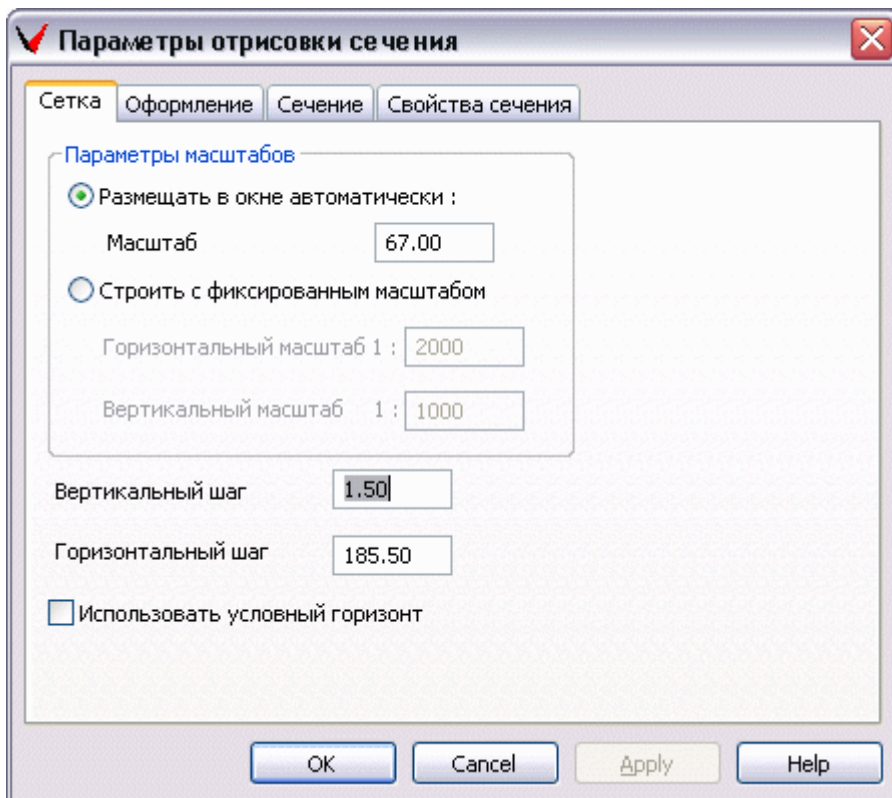 Параметры отрисовки сечения
Сетка Оформление Сечение Свойства сечения
Параметры масштабов
Размещать в окне автоматически :
Масштаб 67.00
Строить с фиксированным масштабом
Горизонтальный масштаб 1 : 2000
Вертикальный масштаб 1 : 1000
Вертикальный шаг 1.50
Горизонтальный шаг 185.50
Использовать условный горизонт
OK Cancel Apply Help